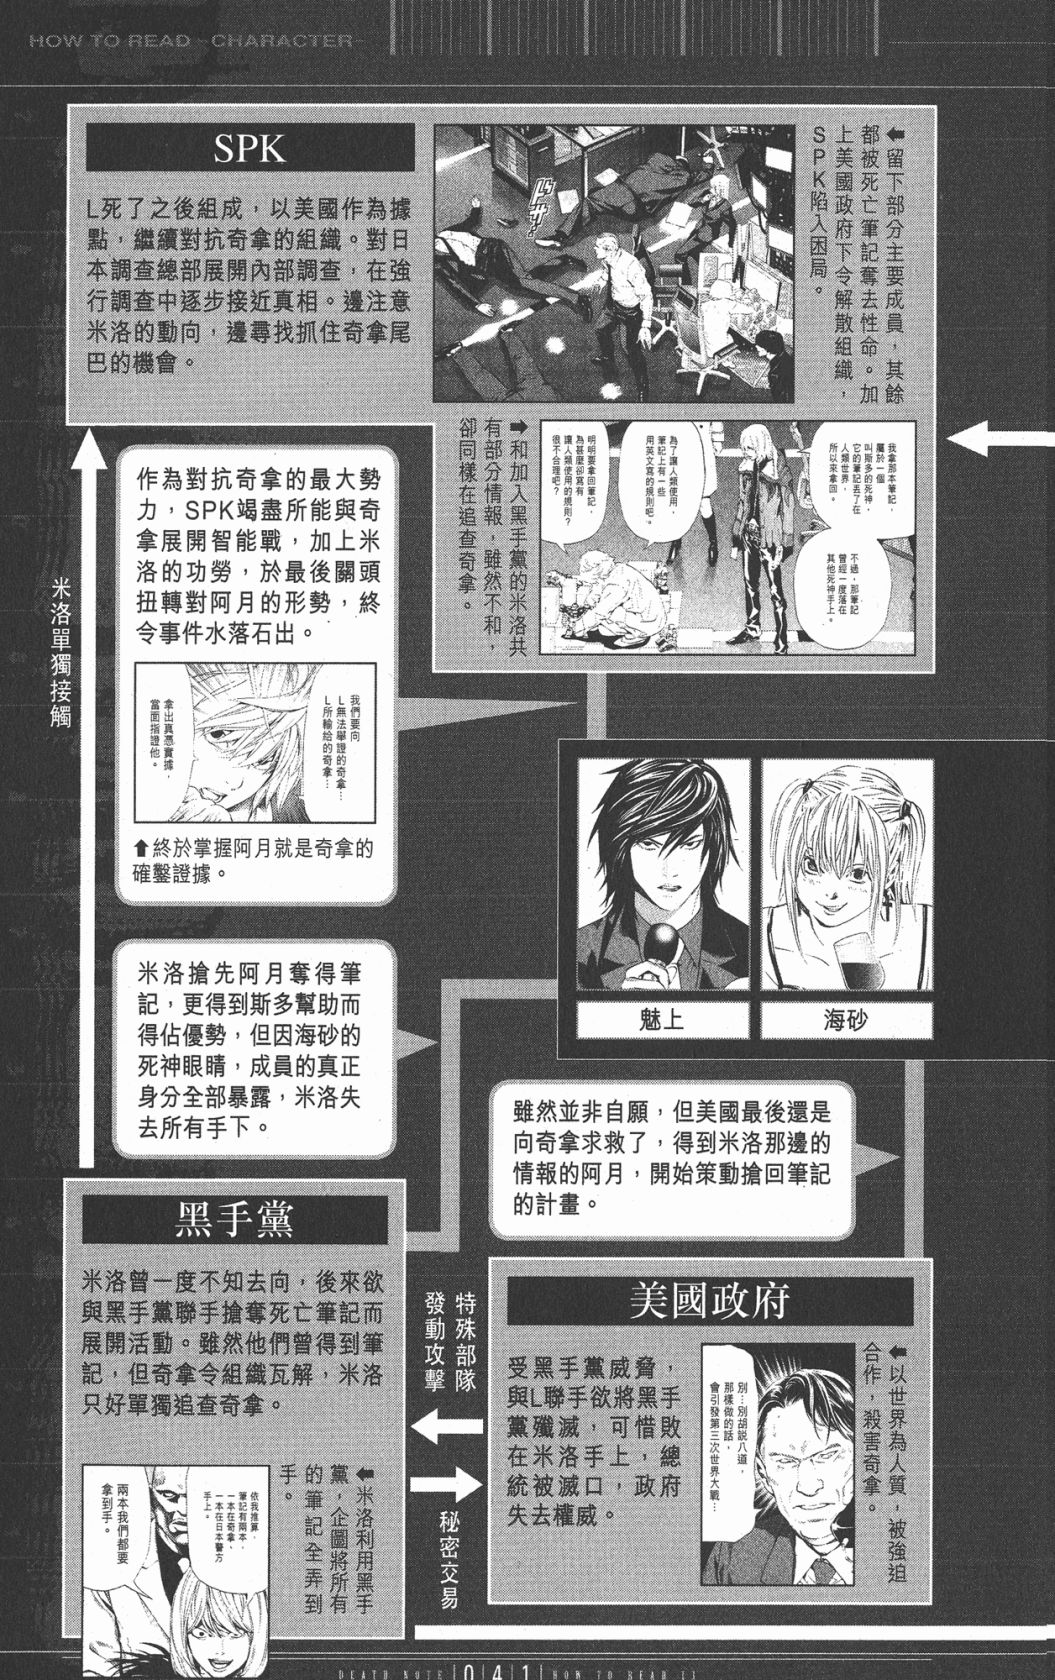 HOW TO READ -CHARACTER
SPK
L死了之後組成，以美國作為據
點，繼續對抗奇拿的組織。對日
本調查總部展開內部調查，在強
行調查中逐步接近真相。邊注意
米洛的動向，邊尋找抓住奇拿尾
巴的機會。
⬅留下部分主要成員，其餘
都被死亡筆記奪去性命。加
上美國政府下令解散組織，
SPK陷入困局。
➡和加入黑手黨的米洛共
有部分情報，雖然不和，
卻同樣在追查奇拿。
我拿那本筆記，
屬於一個
叫斯多的死神，
它的筆記丟了在
人類世界，
所以來拿回。
不過，那筆記
曾經一度落在
其他死神手上。
為了讓人類使用，
筆記上有一些
用英文寫的規則吧。
明明要拿回筆記，
為甚麼卻寫有
讓人類使用的規則？
很不合理吧？
作為對抗奇拿的最大勢
力，SPK竭盡所能與奇
拿展開智能戰，加上米
洛的功勞，於最後關頭
扭轉對阿月的形勢，終
令事件水落石出。
我們要向
L無法舉證的奇拿…
L所輸給的奇拿…
拿出真憑實據，
當面指證他。
⬆終於掌握阿月就是奇拿的
確鑿證據。
米洛單獨接觸
魅上
海砂
米洛搶先阿月奪得筆
記，更得到斯多幫助而
得佔優勢，但因海砂的
死神眼睛，成員的真正
身分全部暴露，米洛失
去所有手下。
雖然並非自願，但美國最後還是
向奇拿求救了，得到米洛那邊的
情報的阿月，開始策動搶回筆記
的計畫。
黑手黨
米洛曾一度不知去向，後來欲
與黑手黨聯手搶奪死亡筆記而
展開活動。雖然他們曾得到筆
記，但奇拿令組織瓦解，米洛
只好單獨追查奇拿。
⬅米洛利用黑手
黨，企圖將所有
的筆記全弄到
手。
依我推算，
筆記有兩本，
一本在奇拿、
一本在日本警方
手上。
兩本我們都要
拿到手。
特殊部隊
發動攻擊
秘密交易
美國政府
受黑手黨威脅，
與L聯手欲將黑手
黨殲滅，可惜敗
在米洛手上，總
統被滅口，政府
失去權威。
別…別胡說八道，
那樣做的話，
會引發第三次世界大戰…
⬅以世界為人質，被強迫
合作，殺害奇拿。
DEATH NOTE | 0 | 4 | 1 | HOW TO READ 13